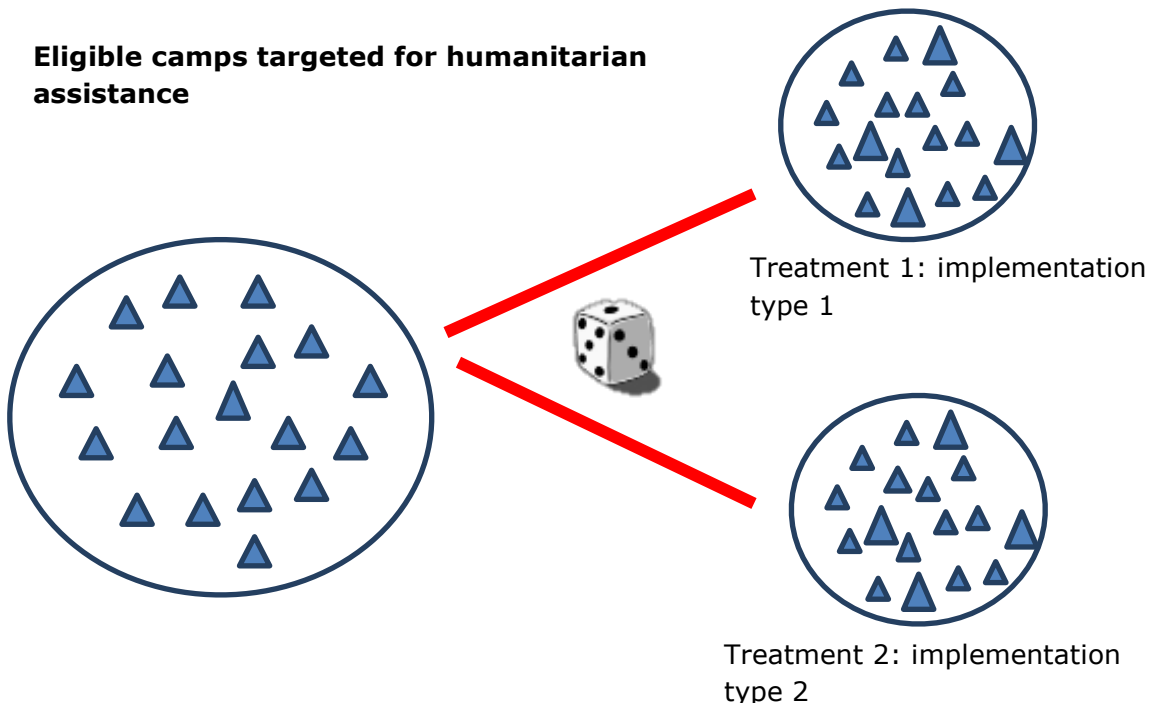 Eligible camps targeted for humanitarian
assistance
Treatment 1: implementation
type 1
Treatment 2: implementation
type 2